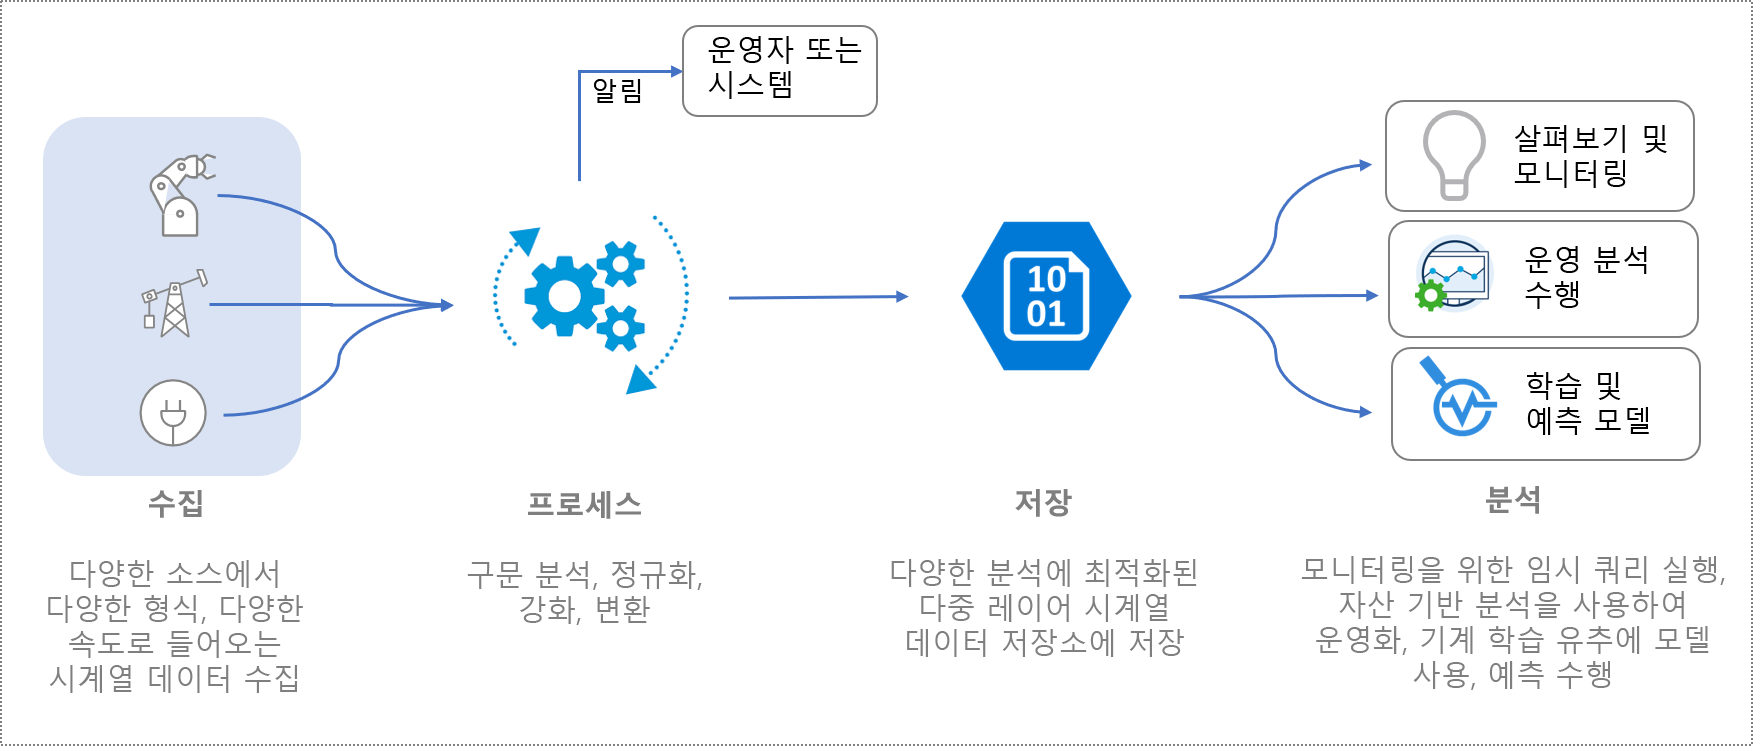 운영자 또는
시스템
알림
살펴보기 및
모니터링
10
01
운영 분석
수행
학습 및
예측 모델
수집
다양한 소스에서
다양한 형식, 다양한
속도로 들어오는
시계열 데이터 수집
프로세스
구문 분석, 정규화,
강화, 변환
저장
다양한 분석에 최적화된
다중 레이어 시계열
데이터 저장소에 저장
분석
모니터링을 위한 임시 쿼리 실행,
자산 기반 분석을 사용하여
운영화, 기계 학습 유추에 모델
사용, 예측 수행